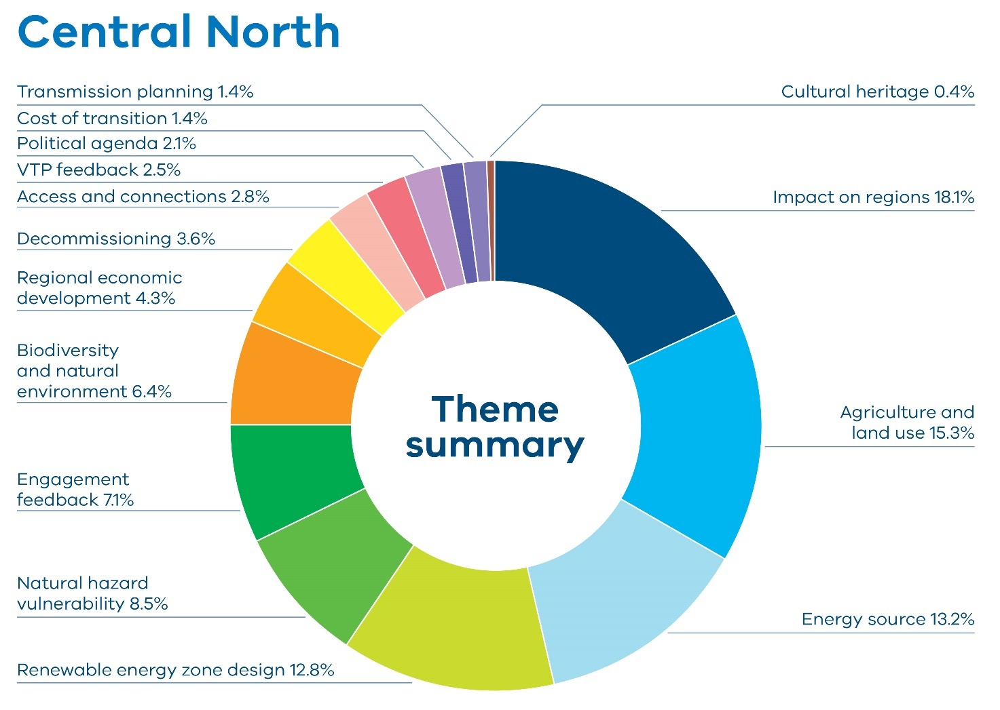 Central North
Transmission planning 1.4%
Cost of transition 1.4%
Political agenda 2.1%
VTP feedback 2.5%
Access and connections 2.8%
Decommissioning 3.6%
Regional economic
development 4.3%
Biodiversity
and natural
environment 6.4%
Engagement
feedback 7.1%
Natural hazard
vulnerability 8.5%
Renewable energy zone design 12.8%
Theme
summary
Cultural heritage 0.4%
Impact on regions 18.1%
Agriculture and
land use 15.3%
Energy source 13.2%